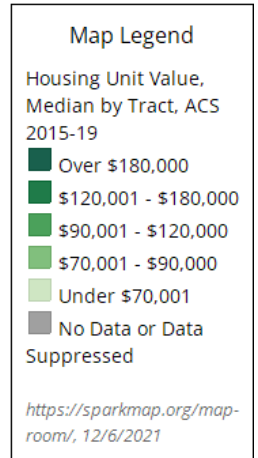 Map Legend
Housing Unit Value,
Median by Tract, ACS
2015-19
Over $180,000
$120,001 - $180,000
$90,001 - $120,000
$70,001 - $90,000
Under $70,001
No Data or Data
Suppressed
https://sparkmap.org/map-
room/, 12/6/2021